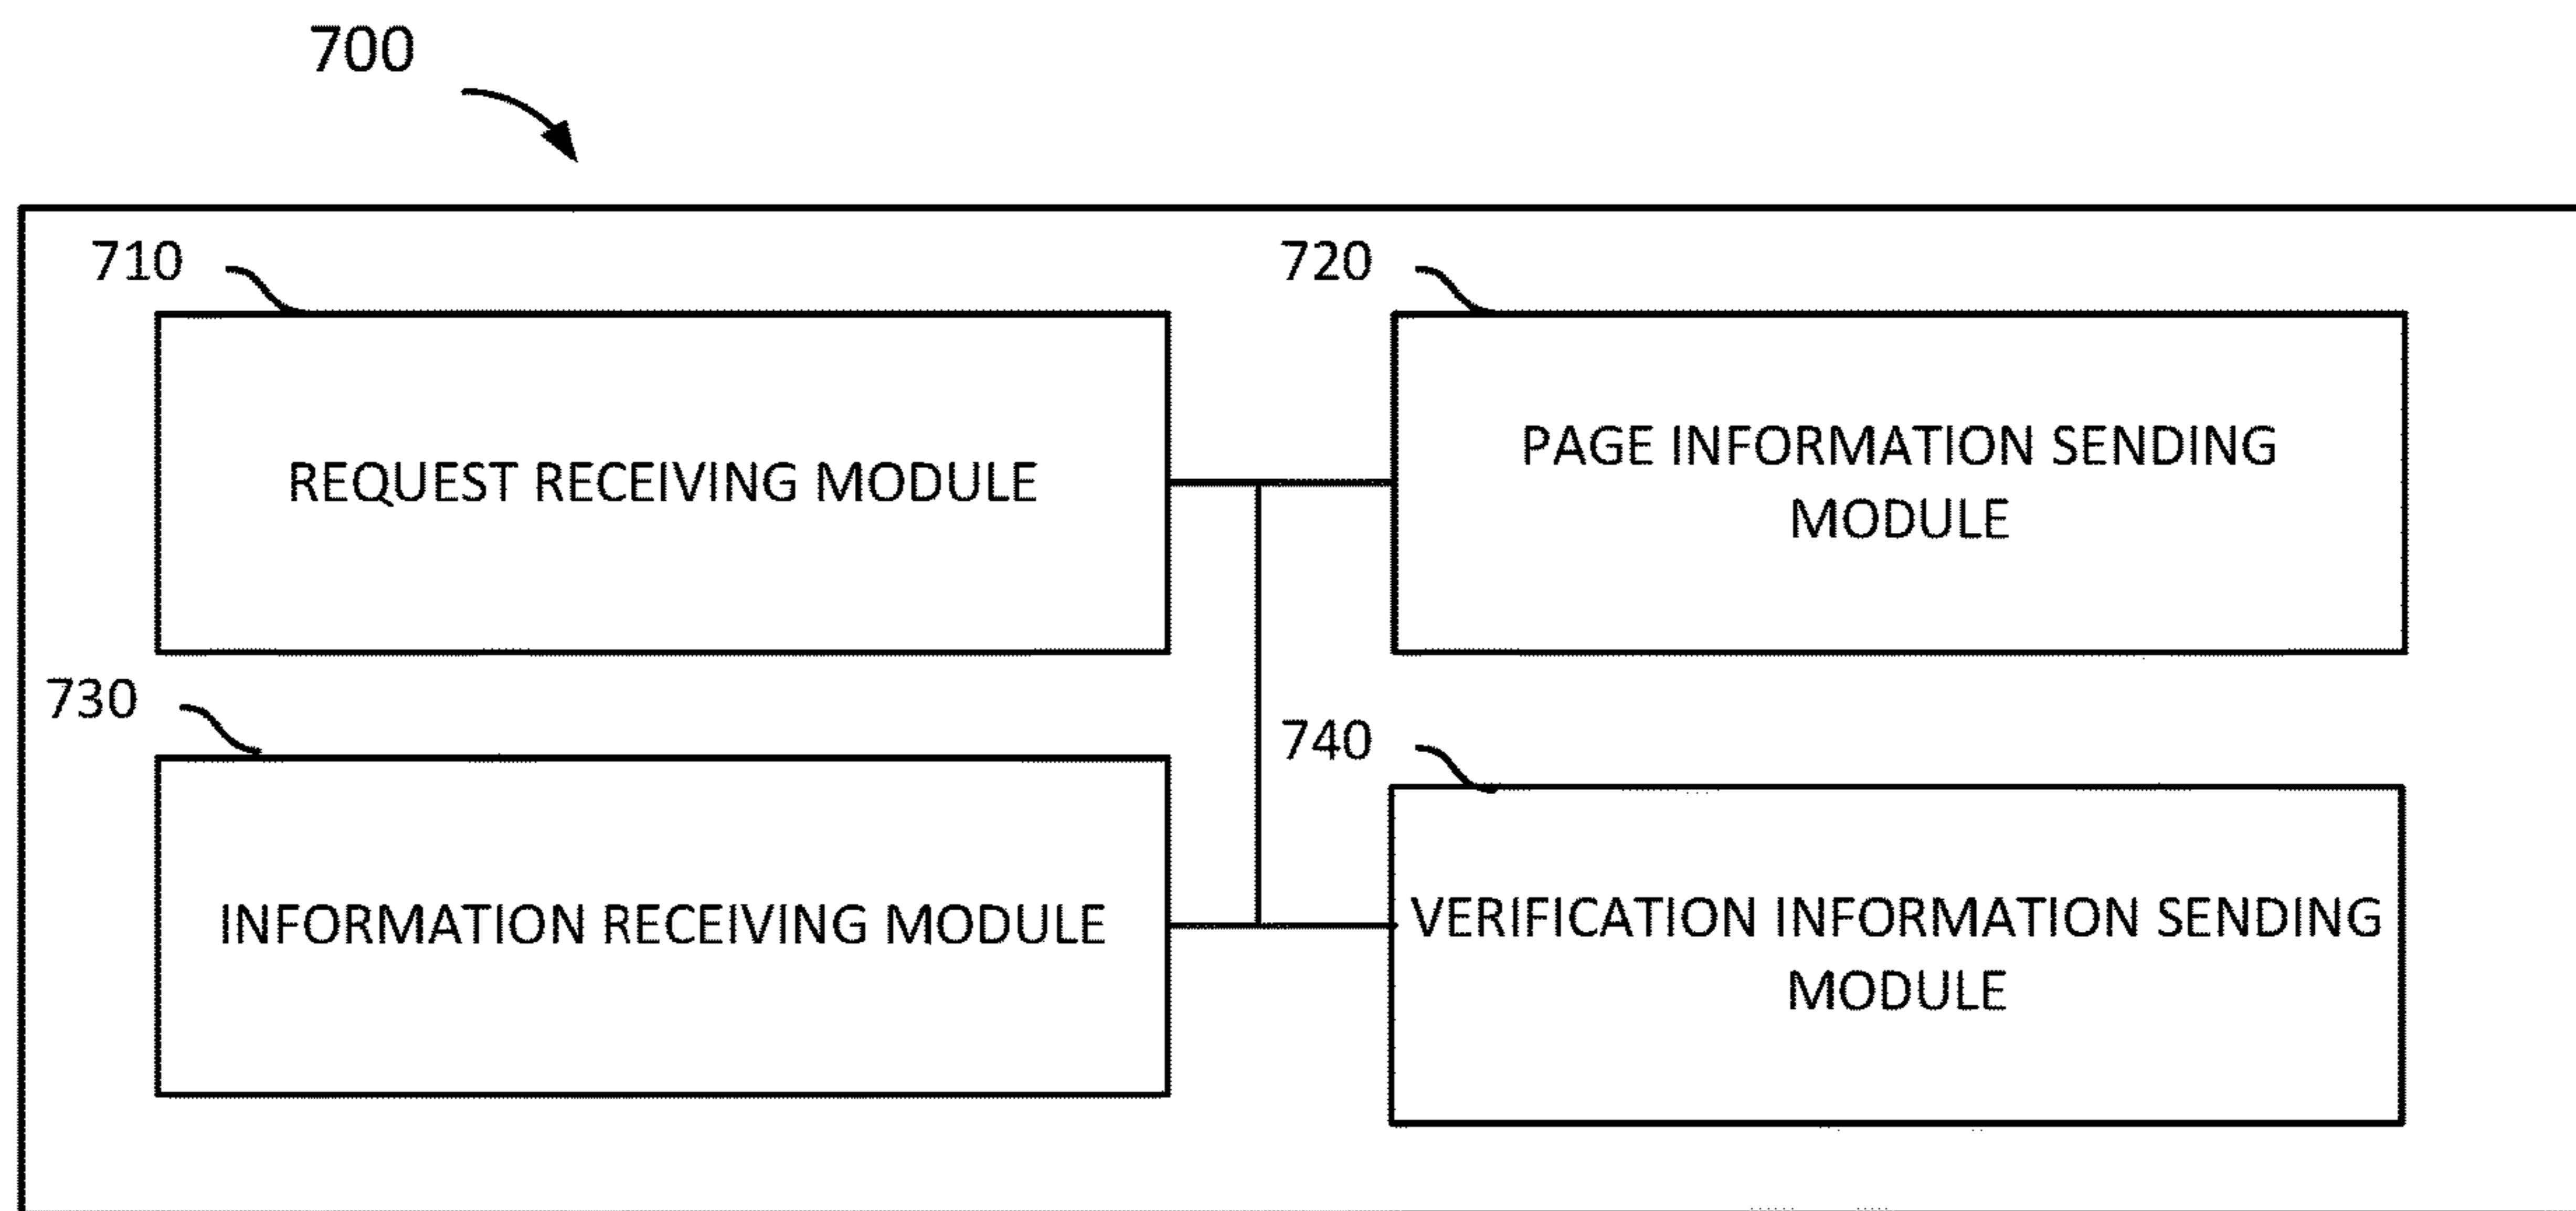 700
710
720
REQUEST RECEIVING MODULE
PAGE INFORMATION SENDING
MODULE
730
740
INFORMATION RECEIVING MODULE
VERIFICATION INFORMATION SENDING
MODULE